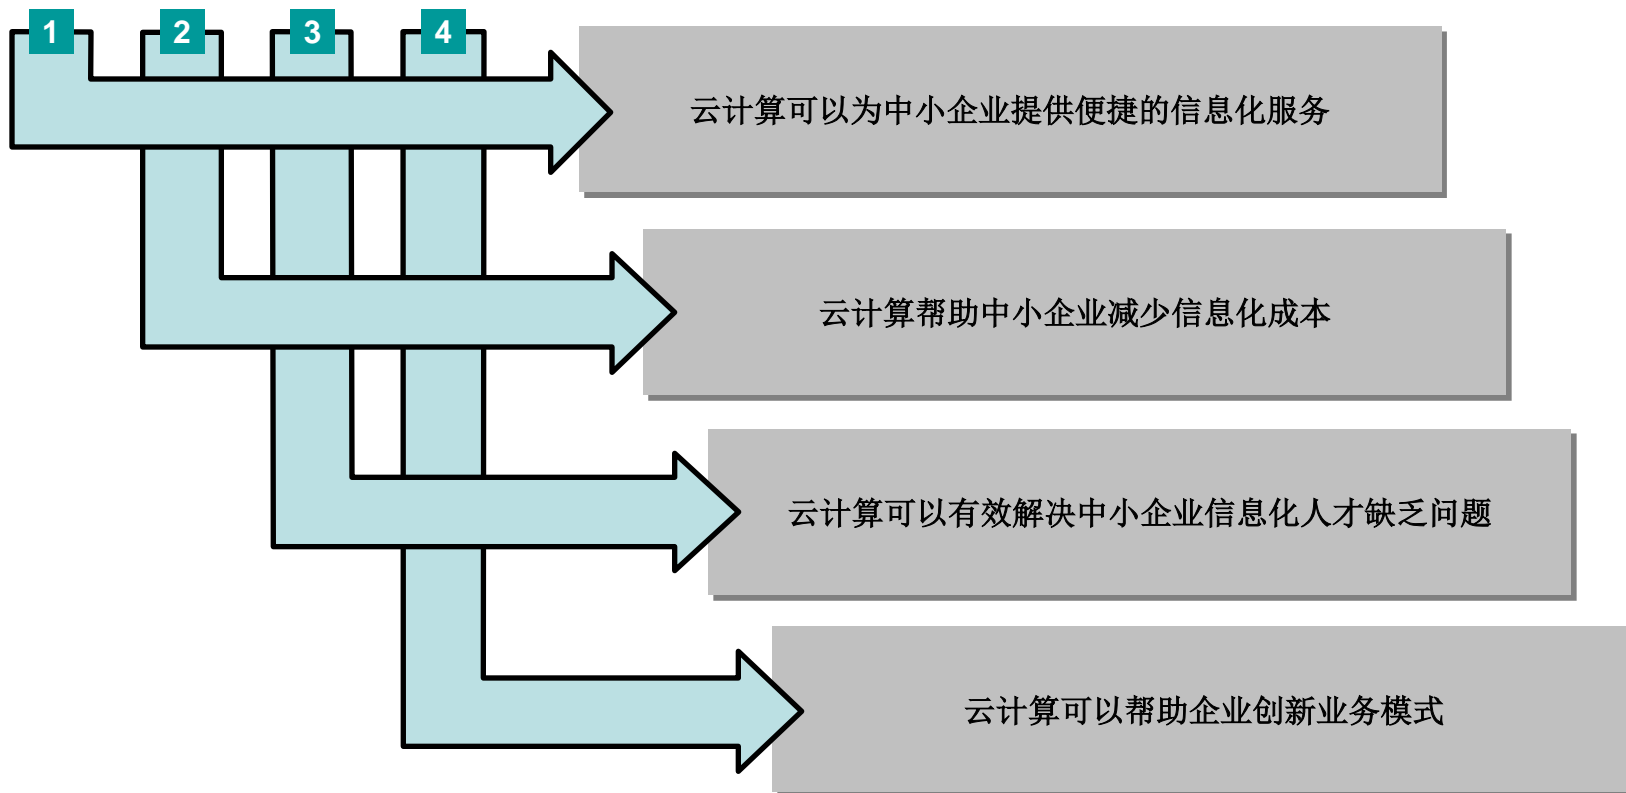 1 2 3 4
云计算可以为中小企业提供便捷的信息化服务
云计算帮助中小企业减少信息化成本
云计算可以有效解决中小企业信息化人才缺乏问题
云计算可以帮助企业创新业务模式